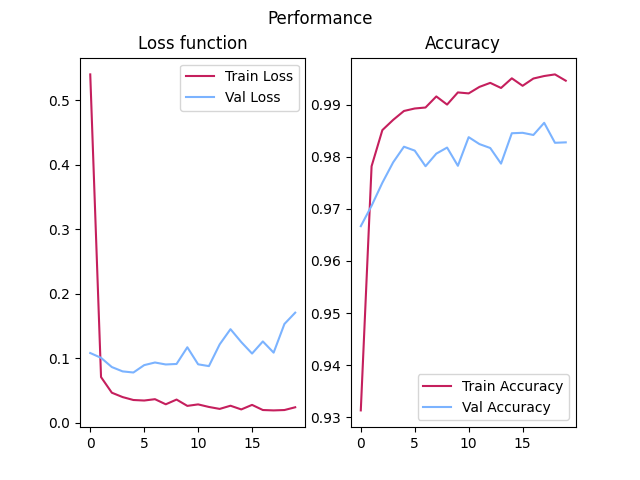 Performance
Loss function
Train Loss
Val Loss
0.5
0.4
0.3
0.2
0.1
0.0
0 5 10 15
Accuracy
0.99
0.98
0.97
0.96
0.95
0.94
0.93
Train Accuracy
Val Accuracy
0 5 10 15